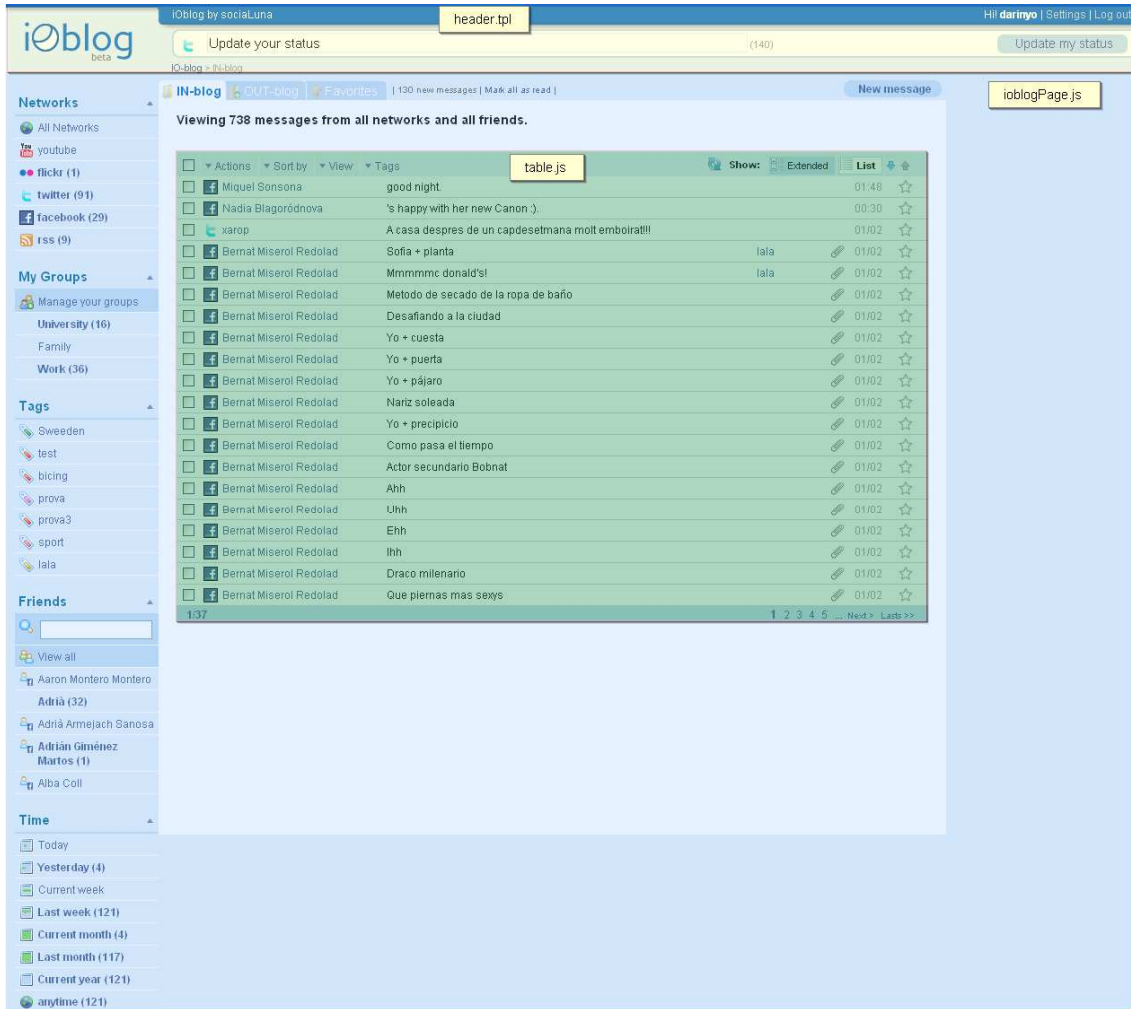 iOblog by sociaLuna
header.tpl
Hi! darinyo | Settings | Log out
ioblog
beta
Update your status
(140)
Update my status
iO-blog > IN-blog
IN-blog
OUT-blog
Favorites
| 130 new messages | Mark all as read |
New message
ioblogPage.js
Viewing 738 messages from all networks and all friends.
Networks
All Networks
youtube
flickr (1)
twitter (91)
facebook (29)
rss (9)
My Groups
Manage your groups
University (16)
Family
Work (36)
Tags
Sweeden
test
bicing
prova
prova3
sport
lala
Friends
View all
Aaron Montero Montero
Adrià (32)
Adrià Armejach Sanosa
Adrián Giménez
Martos (1)
Alba Coll
Time
Today
Yesterday (4)
Current week
Last week (121)
Current month (4)
Last month (117)
Current year (121)
anytime (121)
Actions Sort by View Tags
table.js
Show: Extended List
Miquel Sonsona good night. 01:48
Nadia Blagoródnova 's happy with her new Canon :). 00:30
xarop A casa despres de un capdesetmana molt emboirat!!! 01/02
Bernat Miserol Redolad Sofia + planta lala 01/02
Bernat Miserol Redolad Mmmmmc donald's! lala 01/02
Bernat Miserol Redolad Metodo de secado de la ropa de baño 01/02
Bernat Miserol Redolad Desafiando a la ciudad 01/02
Bernat Miserol Redolad Yo + cuesta 01/02
Bernat Miserol Redolad Yo + puerta 01/02
Bernat Miserol Redolad Yo + pájaro 01/02
Bernat Miserol Redolad Nariz soleada 01/02
Bernat Miserol Redolad Yo + precipicio 01/02
Bernat Miserol Redolad Como pasa el tiempo 01/02
Bernat Miserol Redolad Actor secundario Bobnat 01/02
Bernat Miserol Redolad Ahh 01/02
Bernat Miserol Redolad Uhh 01/02
Bernat Miserol Redolad Ehh 01/02
Bernat Miserol Redolad Ihh 01/02
Bernat Miserol Redolad Draco milenario 01/02
Bernat Miserol Redolad Que piernas mas sexys 01/02
1/37
1 2 3 4 5 ... Next > Lasts >>